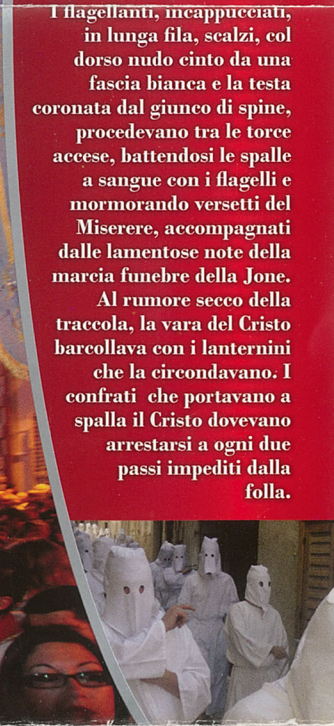 I flagellanti, incappucciati,
in lunga fila, scalzi, col
dorso nudo cinto da una
fascia bianca e la testa
coronata dal giunco di spine,
procedevano tra le torce
accese, battendosi le spalle
a sangue con i flagelli e
mormorando versetti del
Miserere, accompagnati
dalle lamentose note della
marcia funebre della Jone.
Al rumore secco della
traccola, la vara del Cristo
barcollava con i lanternini
che la circondavano. I
confrati che portavano a
spalla il Cristo dovevano
arrestarsi a ogni due
passi impediti dalla
folla.